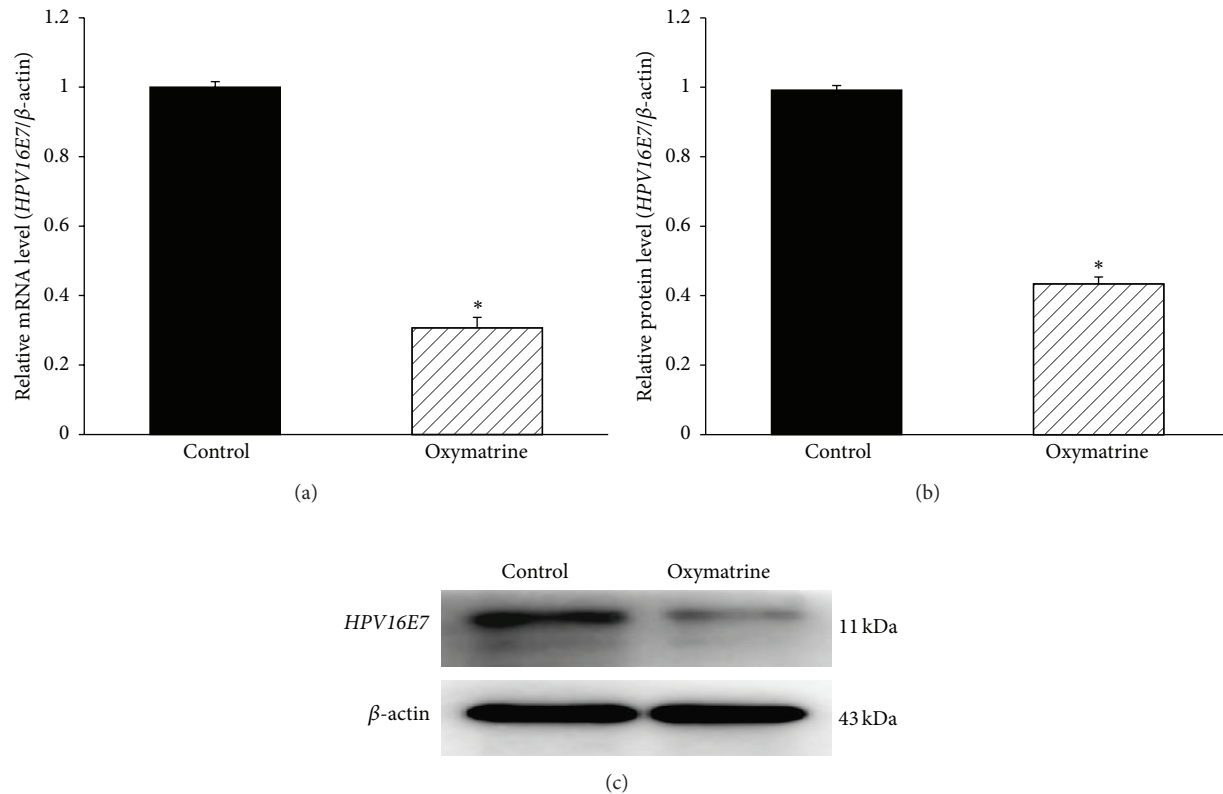 1.2
1
0.8
0.6
0.4
0.2
0
Relative mRNA level (HPV16E7/β-actin)
*
Control
Oxymatrine
(a)
1.2
1
0.8
0.6
0.4
0.2
0
Relative protein level (HPV16E7/β-actin)
*
Control
Oxymatrine
(b)
Control
Oxymatrine
HPV16E7
11 kDa
β-actin
43 kDa
(c)